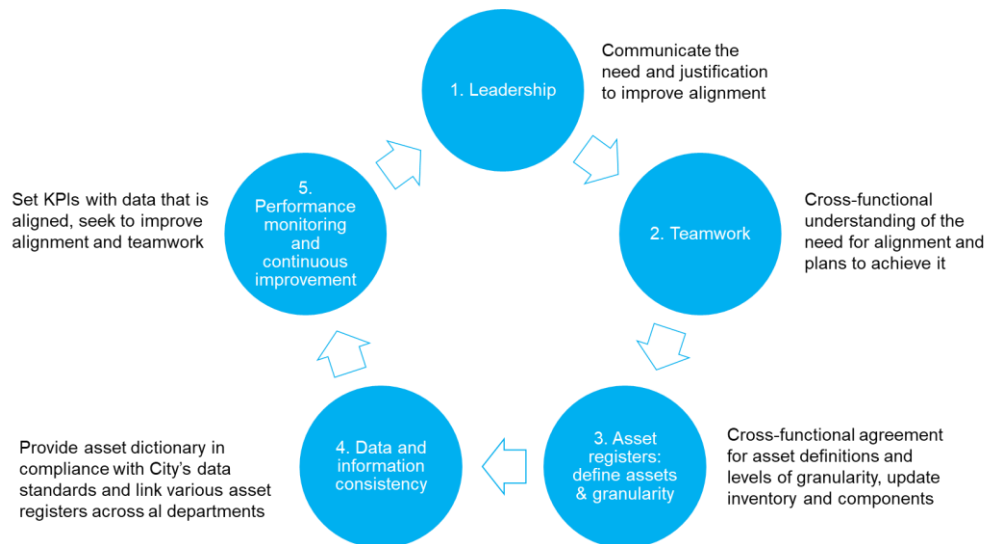 1. Leadership
Communicate the
need and justification
to improve alignment
2. Teamwork
Cross-functional
understanding of the
need for alignment and
plans to achieve it
3. Asset
registers:
define assets
& granularity
Cross-functional agreement
for asset definitions and
levels of granularity, update
inventory and components
4. Data and
information
consistency
Provide asset dictionary in
compliance with City's data
standards and link various asset
registers across al departments
5.
Performance
monitoring
and
continuous
improvement
Set KPIs with data that is
aligned, seek to improve
alignment and teamwork